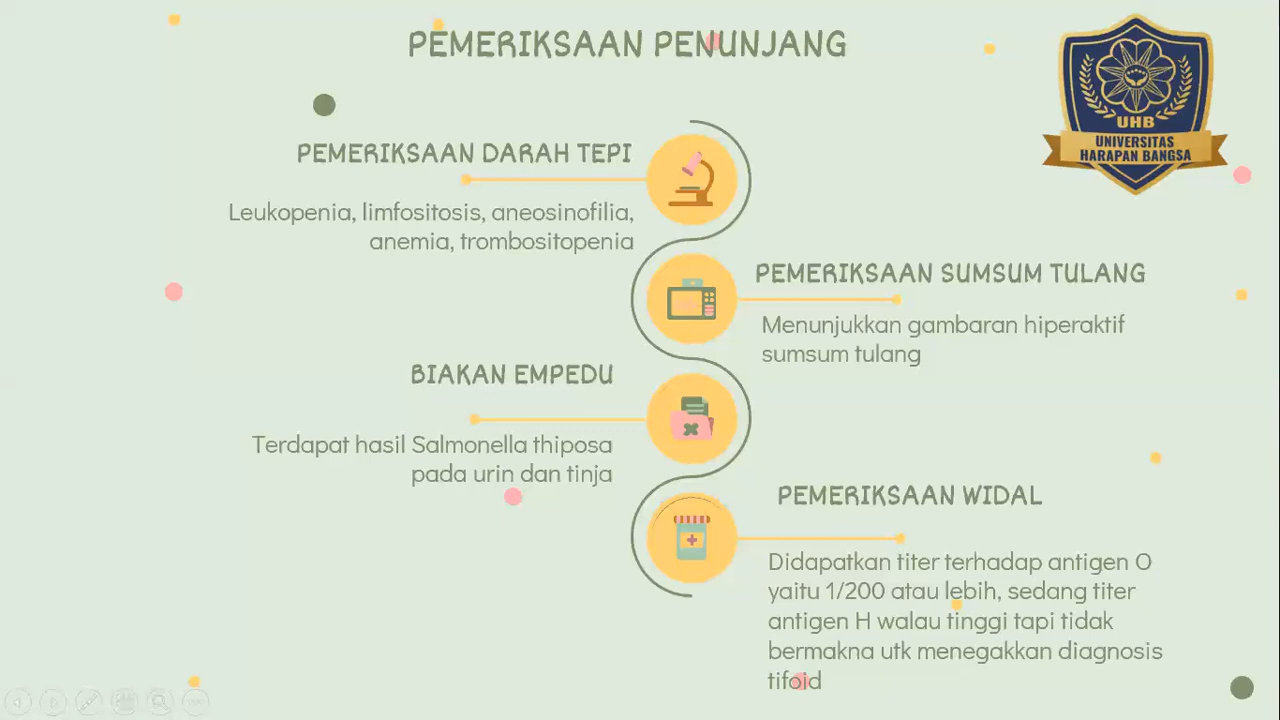 PEMERIKSAAN PENUNJANG
UHB
UNIVERSITAS
HARAPAN BANGSA
PEMERIKSAAN DARAH TEPI
Leukopenia, limfositosis, aneosinofilia,
anemia, trombositopenia
PEMERIKSAAN SUMSUM TULANG
Menunjukkan gambaran hiperaktif
sumsum tulang
BIAKAN EMPEDU
Terdapat hasil Salmonella thiposa
pada urin dan tinja
PEMERIKSAAN WIDAL
Didapatkan titer terhadap antigen O
yaitu 1/200 atau lebih, sedang titer
antigen H walau tinggi tapi tidak
bermakna utk menegakkan diagnosis
tifoid